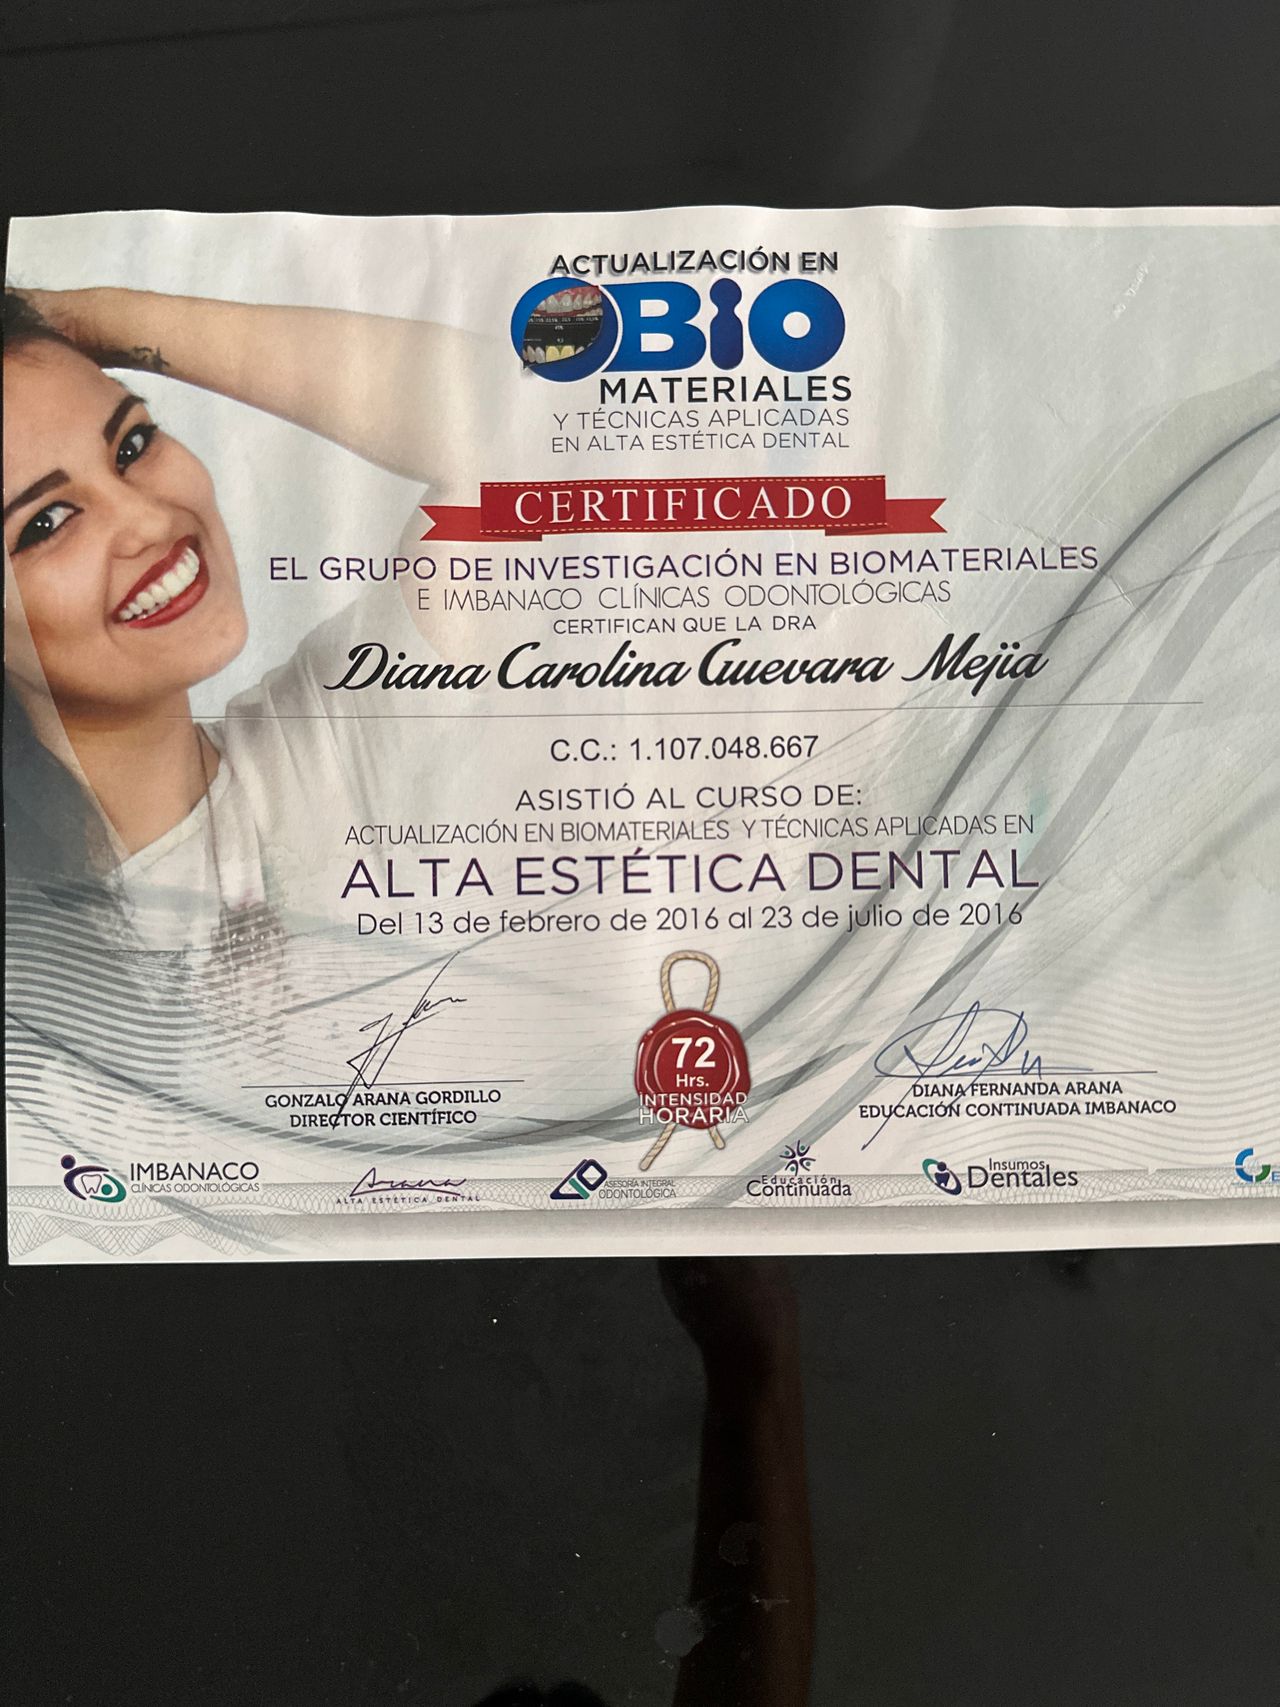 ACTUALIZACIÓN EN
BIO
MATERIALES
Y TÉCNICAS APLICADAS
EN ALTA ESTÉTICA DENTAL
CERTIFICADO
EL GRUPO DE INVESTIGACIÓN EN BIOMATERIALES
E IMBANACO CLÍNICAS ODONTOLÓGICAS
CERTIFICAN QUE LA DRA
Diana Carolina Guevara Mejia
C.C.: 1.107.048.667
ASISTIÓ AL CURSO DE:
ACTUALIZACIÓN EN BIOMATERIALES Y TÉCNICAS APLICADAS EN
ALTA ESTÉTICA DENTAL
Del 13 de febrero de 2016 al 23 de julio de 2016
72
Hrs.
INTENSIDAD
HORARIA
GONZALO ARANA GORDILLO
DIRECTOR CIENTÍFICO
DIANA FERNANDA ARANA
EDUCACIÓN CONTINUADA IMBANACO
IMBANACO
CLÍNICAS ODONTOLÓGICAS
Arana
ALTA ESTÉTICA DENTAL
ASESORÍA INTEGRAL
ODONTOLÓGICA
Educación
Continuada
Insumos
Dentales